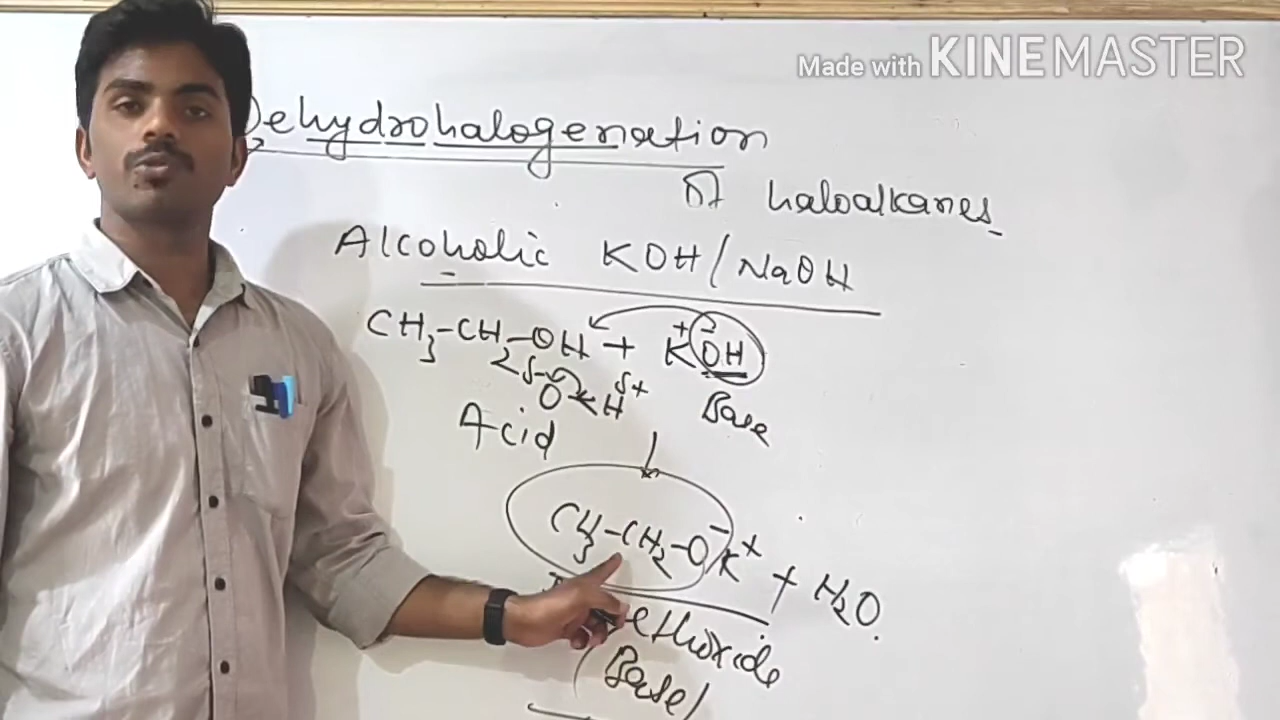 Made with KINEMASTER
Dehydrohalogenation
of haloalkanes
Alcoholic KOH/NaOH
CH₃-CH₂-OH + K⁺ ⁻OH
δ- O H δ+
Acid
Base
CH₃-CH₂-O⁻K⁺ + H₂O.
ethoxide
(Base)